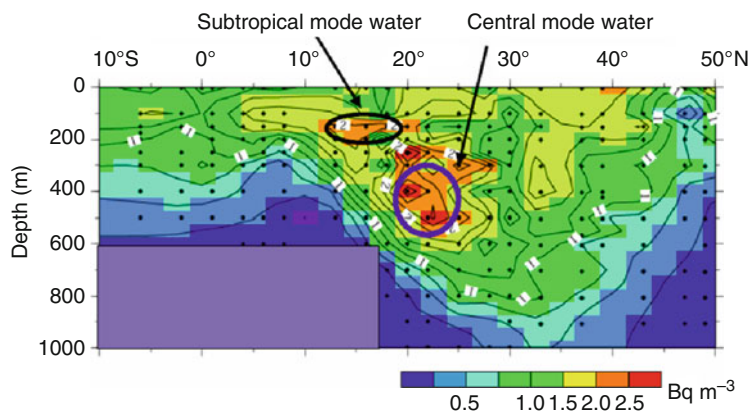 Subtropical mode water Central mode water
10°S 0° 10° 20° 30° 40° 50°N
0
200
400
600
800
1000
Depth (m)
0.5 1.0 1.5 2.0 2.5 Bq m⁻³